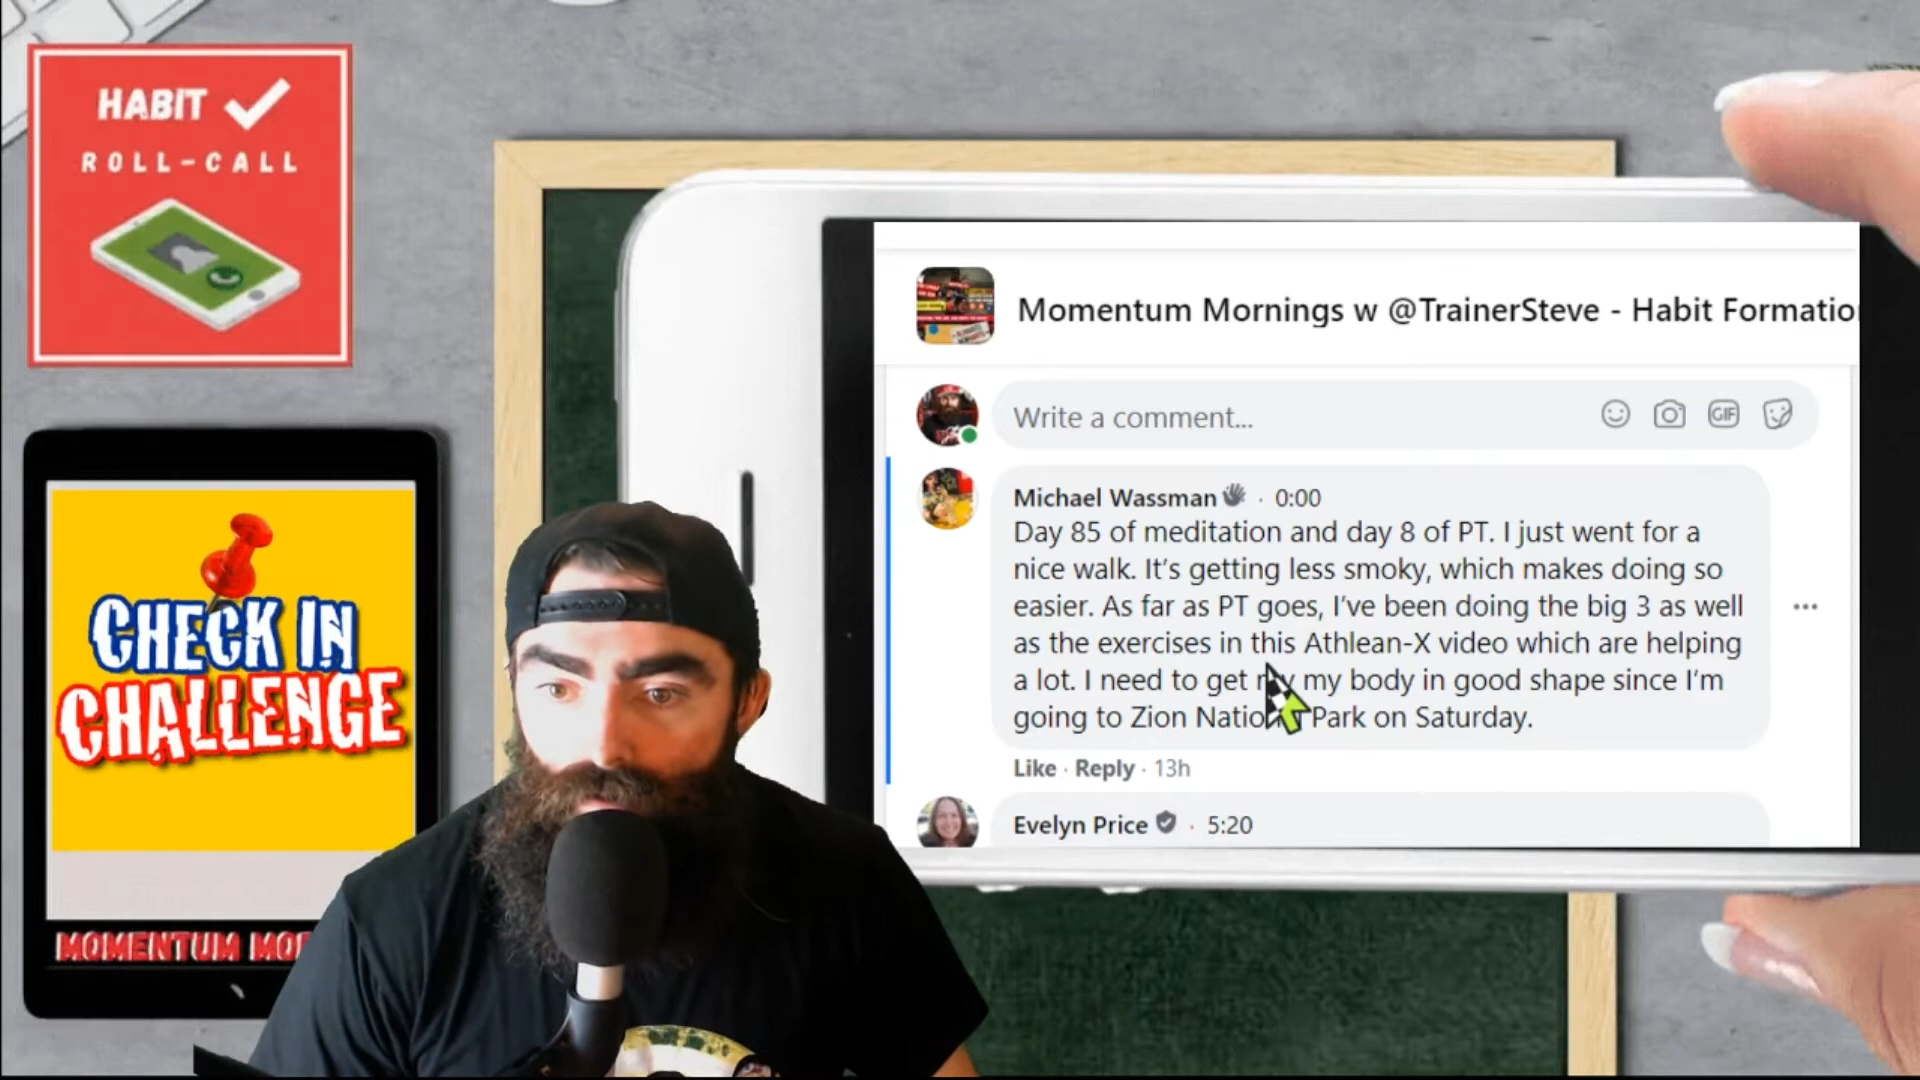 HABIT
ROLL-CALL
CHECK IN
CHALLENGE
MOMENTUM
Momentum Mornings w @TrainerSteve - Habit
Write a comment...
GIF
Michael Wassman · 0:00
Day 85 of meditation and day 8 of PT. I just went for a
nice walk. It's getting less smoky, which makes doing so
easier. As far as PT goes, I've been doing the big 3 as well
as the exercises in this Athlean-X video which are helping
a lot. I need to get my my body in good shape since I'm
going to Zion National Park on Saturday.
Like · Reply · 13h
Evelyn Price · 5:20